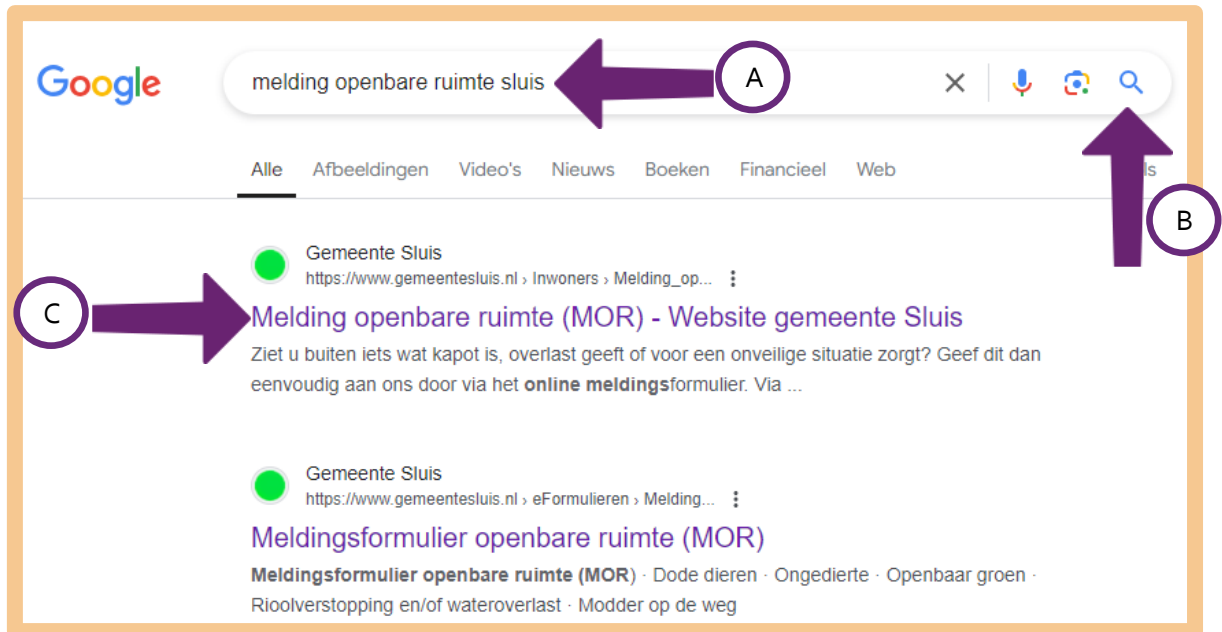 Google
melding openbare ruimte sluis
A
Alle Afbeeldingen Video's Nieuws Boeken Financieel Web
B
Gemeente Sluis
https://www.gemeentesluis.nl › Inwoners › Melding_op...
C
Melding openbare ruimte (MOR) - Website gemeente Sluis
Ziet u buiten iets wat kapot is, overlast geeft of voor een onveilige situatie zorgt? Geef dit dan
eenvoudig aan ons door via het online meldingsformulier. Via ...
Gemeente Sluis
https://www.gemeentesluis.nl › eFormulieren › Melding...
Meldingsformulier openbare ruimte (MOR)
Meldingsformulier openbare ruimte (MOR) · Dode dieren · Ongedierte · Openbaar groen ·
Rioolverstopping en/of wateroverlast · Modder op de weg